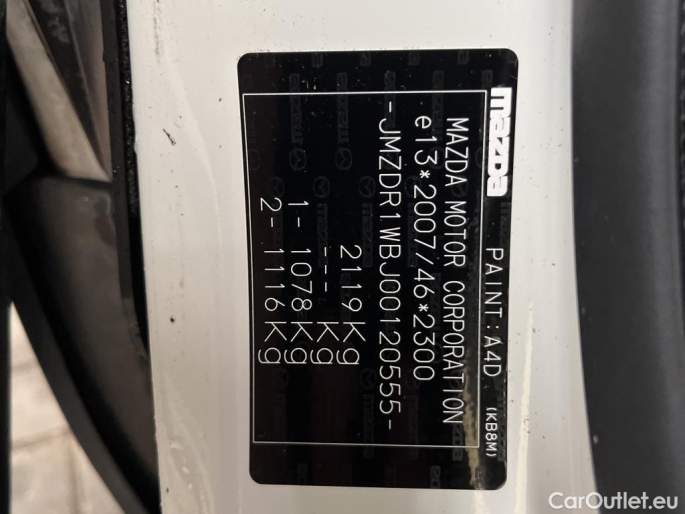 mazda PAINT:A4D (KB8M)
MAZDA MOTOR CORPORATION
e13*2007/46*2300
-JMZDR1WBJ00120555-
2119Kg
---Kg
1- 1078Kg
2- 1116Kg
CarOutlet.eu